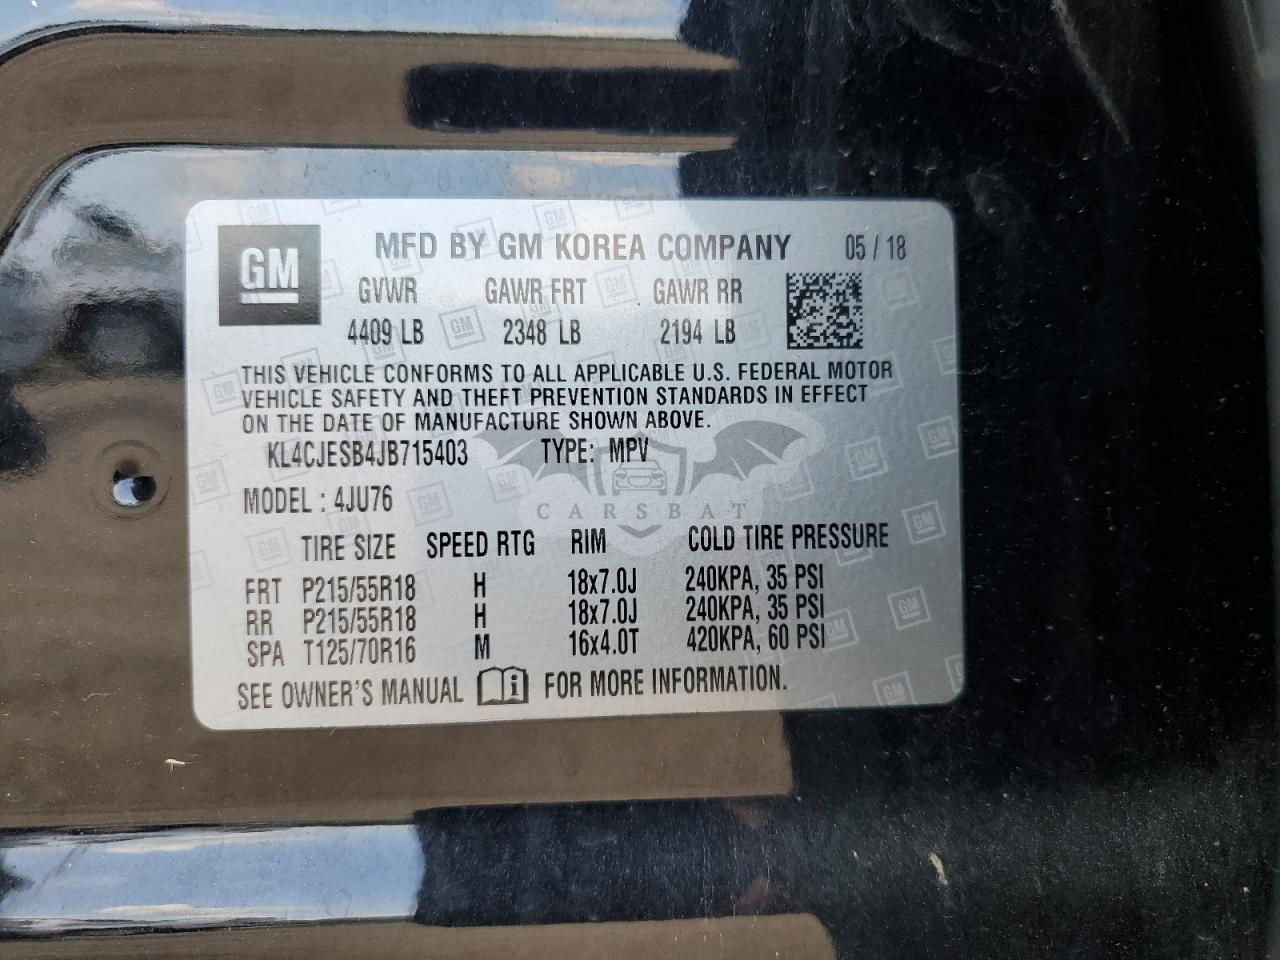 GM MFD BY GM KOREA COMPANY 05 / 18
GVWR GAWR FRT GAWR RR
4409 LB 2348 LB 2194 LB
THIS VEHICLE CONFORMS TO ALL APPLICABLE U.S. FEDERAL MOTOR
VEHICLE SAFETY AND THEFT PREVENTION STANDARDS IN EFFECT
ON THE DATE OF MANUFACTURE SHOWN ABOVE.
KL4CJESB4JB715403 TYPE: MPV
MODEL : 4JU76
CARSBAT
TIRE SIZE SPEED RTG RIM COLD TIRE PRESSURE
FRT P215/55R18 H 18x7.0J 240KPA, 35 PSI
RR P215/55R18 H 18x7.0J 240KPA, 35 PSI
SPA T125/70R16 M 16x4.0T 420KPA, 60 PSI
SEE OWNER'S MANUAL i FOR MORE INFORMATION.